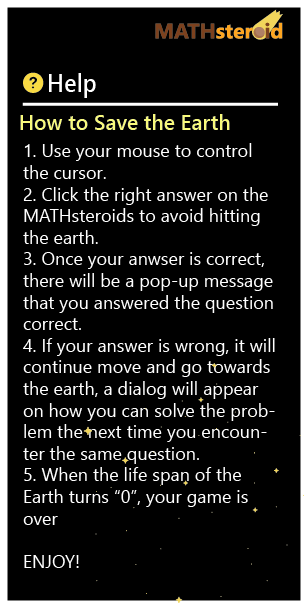 MATHsteroid
? Help
How to Save the Earth
1. Use your mouse to control
the cursor.
2. Click the right answer on the
MATHsteroids to avoid hitting
the earth.
3. Once your anwser is correct,
there will be a pop-up message
that you answered the question
correct.
4. If your answer is wrong, it will
continue move and go towards
the earth, a dialog will appear
on how you can solve the prob-
lem the next time you encoun-
ter the same question.
5. When the life span of the
Earth turns “0”, your game is
over
ENJOY!